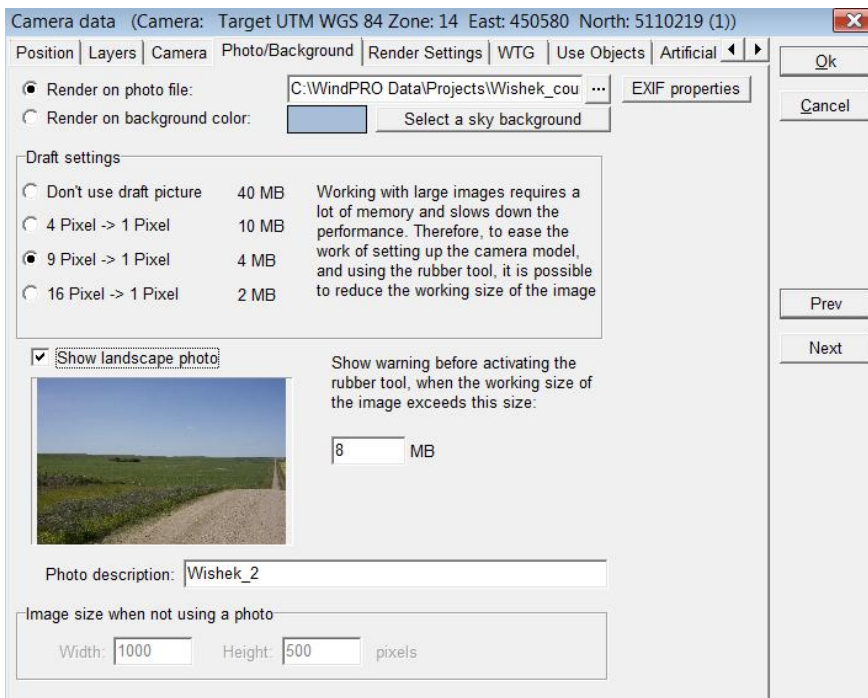 Camera data (Camera: Target UTM WGS 84 Zone: 14 East: 450580 North: 5110219 (1))
Position Layers Camera Photo/Background Render Settings WTG Use Objects Artificial
Ok
Cancel
Prev
Next
Render on photo file: C:\WindPRO Data\Projects\Wishek_cou ... EXIF properties
Render on background color: Select a sky background
Draft settings
Don't use draft picture 40 MB
4 Pixel -> 1 Pixel 10 MB
9 Pixel -> 1 Pixel 4 MB
16 Pixel -> 1 Pixel 2 MB
Working with large images requires a
lot of memory and slows down the
performance. Therefore, to ease the
work of setting up the camera model,
and using the rubber tool, it is possible
to reduce the working size of the image
Show landscape photo
Show warning before activating the
rubber tool, when the working size of
the image exceeds this size:
8 MB
Photo description: Wishek_2
Image size when not using a photo
Width: 1000 Height: 500 pixels